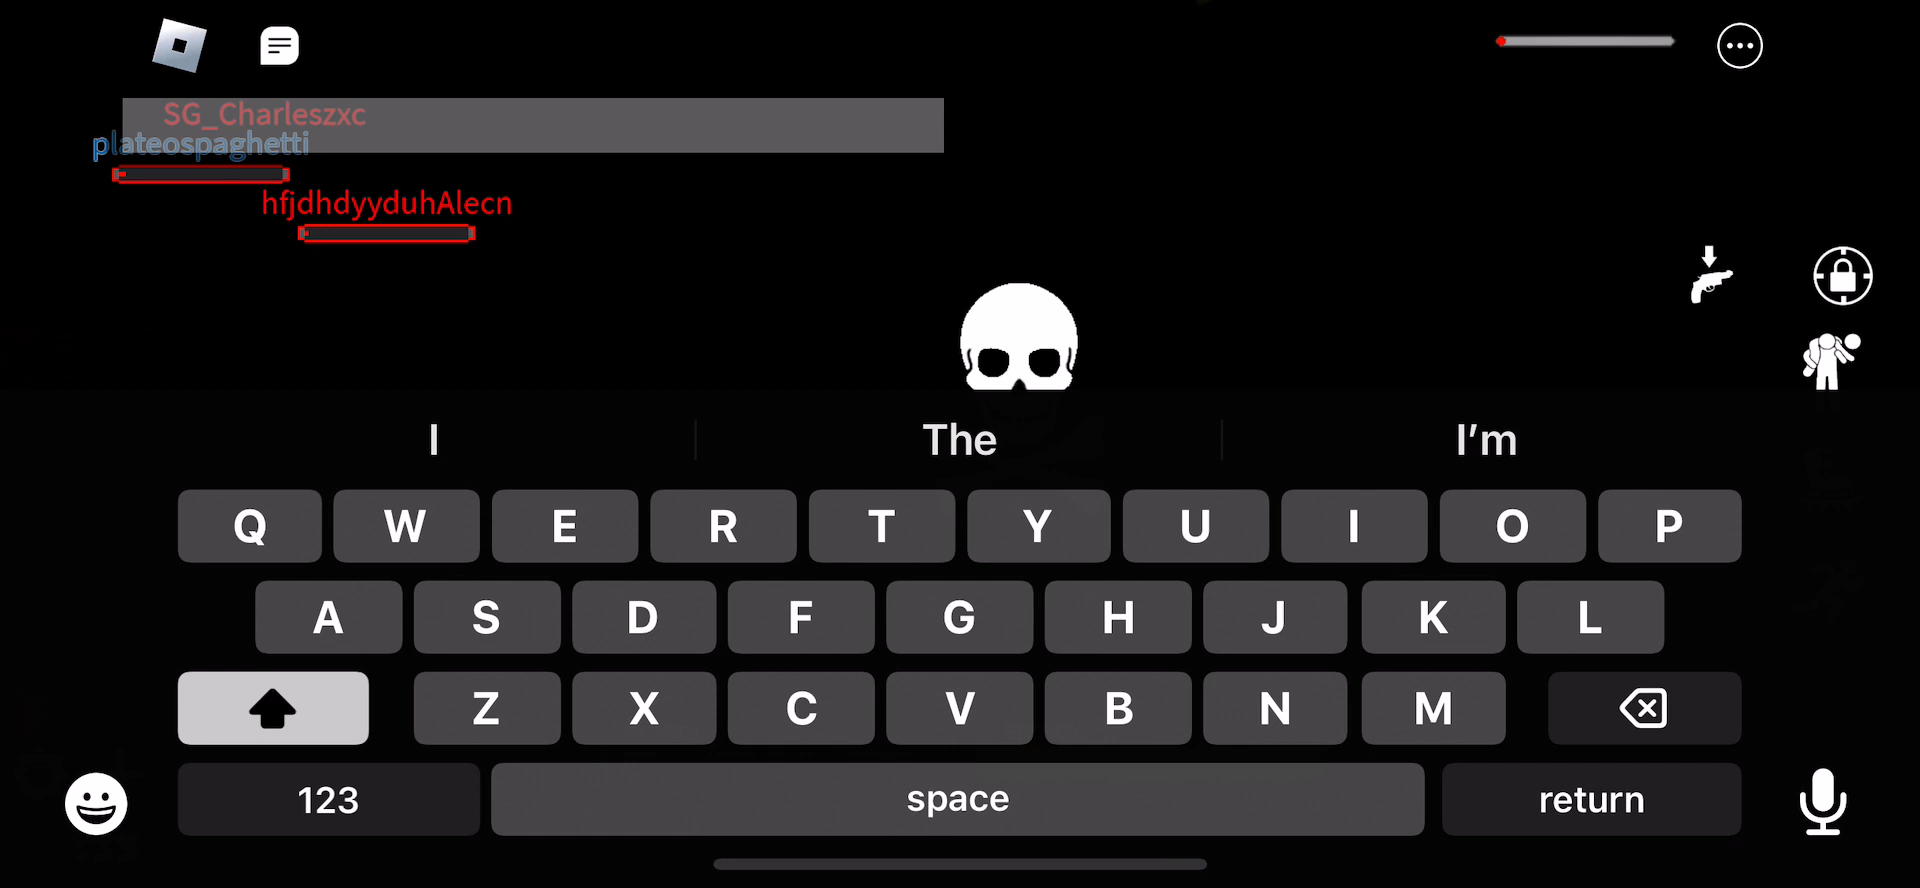 SG_Charleszxc
plateospaghetti
hfjdhdyyduhAlecn
I The I'm
Q W E R T Y U I O P
A S D F G H J K L
Z X C V B N M
123 space return